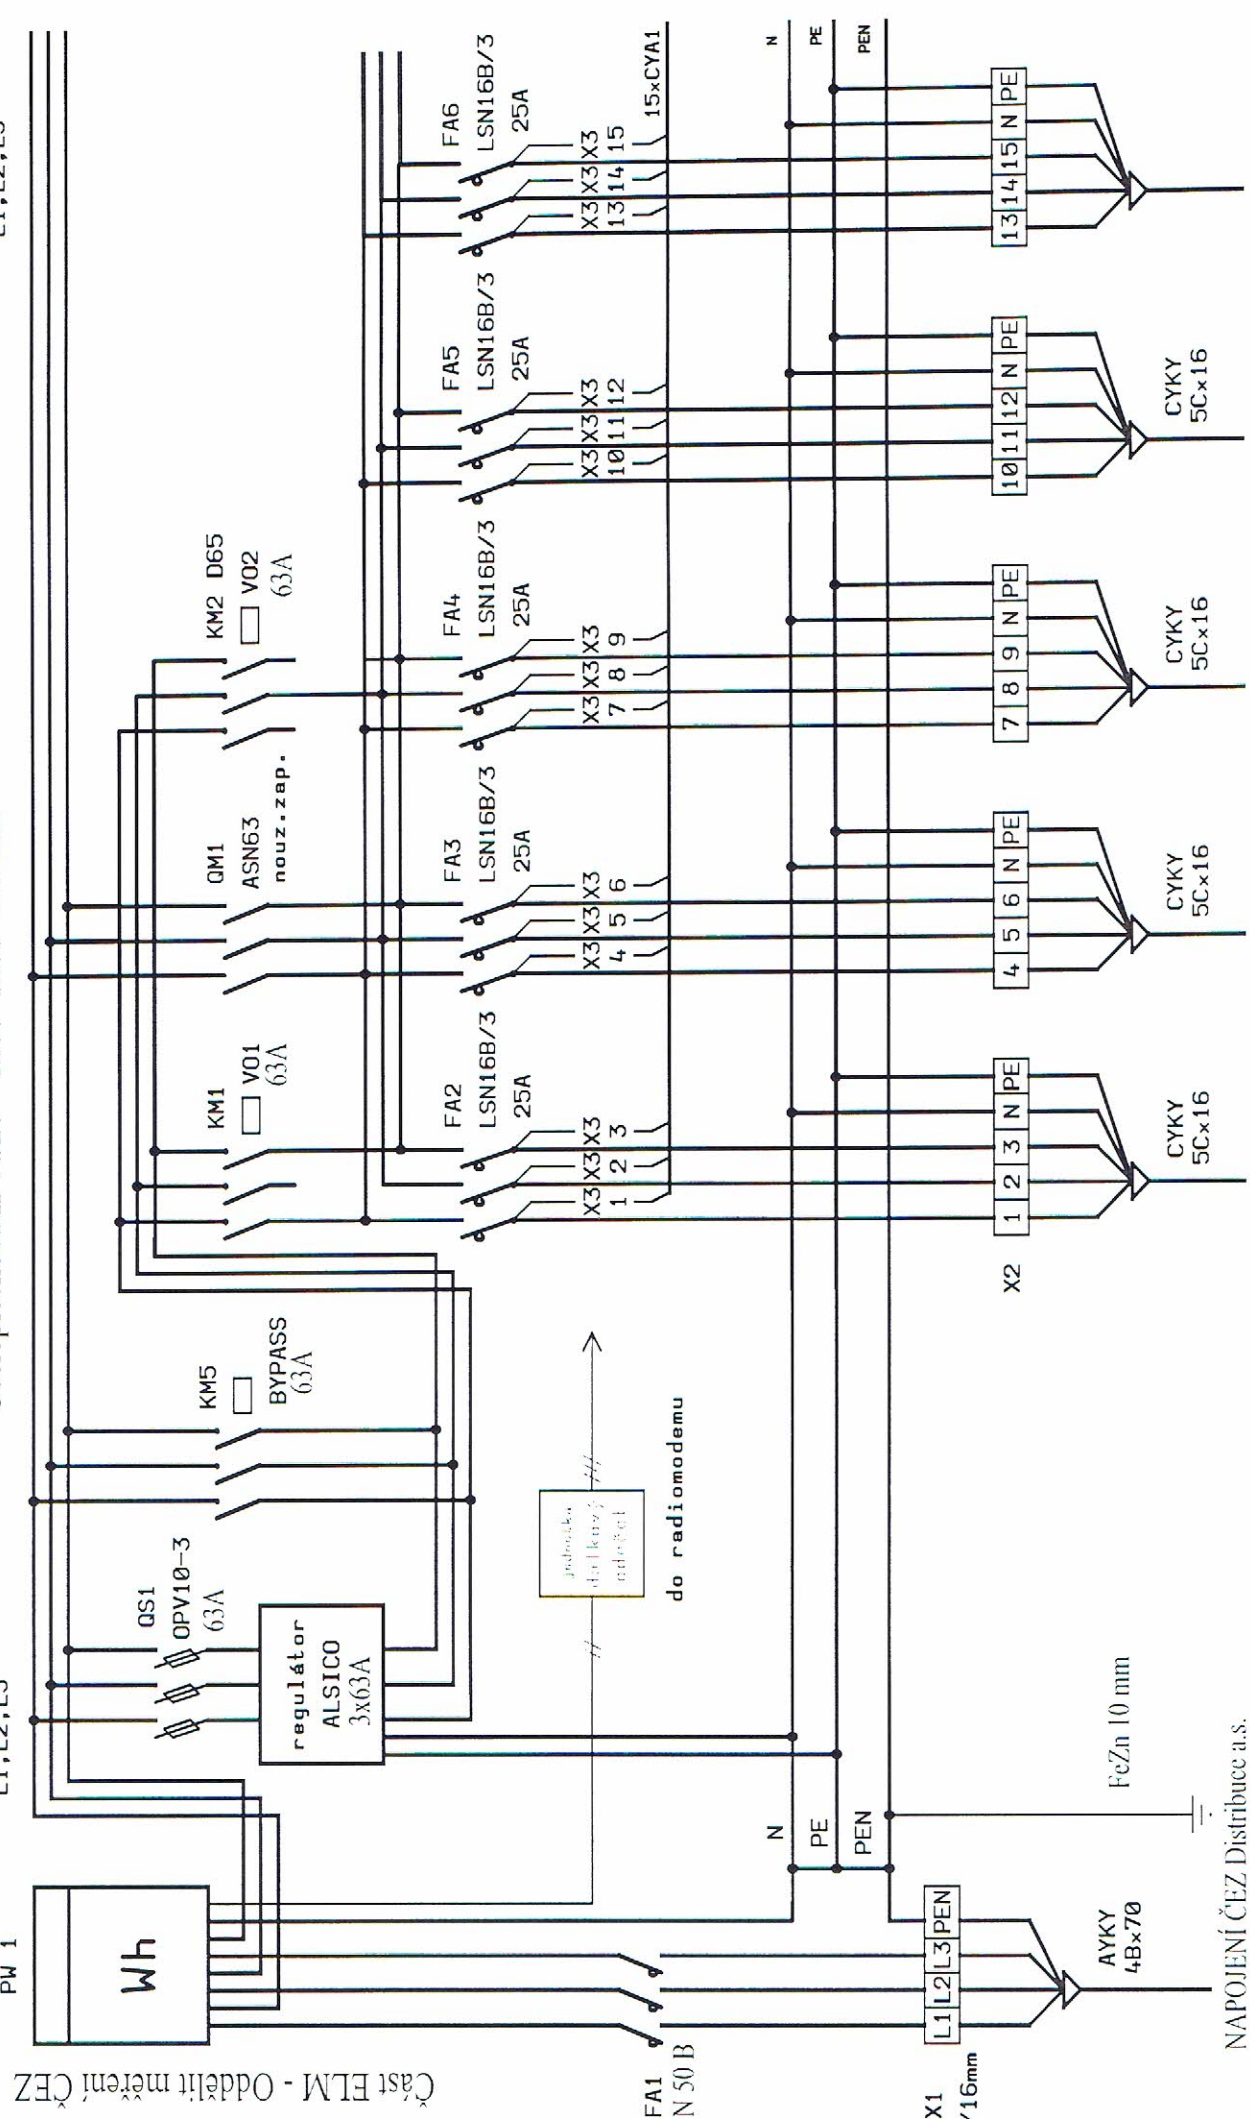 L1,L2,L3
L1,L2,L3
PW 1
Wh
Část ELM - Oddělit měření ČEZ
QS1
OPV10-3
63A
regulátor
ALSICO
3x63A
KM5
BYPASS
63A
KM1
VO1
63A
QM1
ASN63
nouz.zap.
KM2 D65
VO2
63A
FA2
LSN16B/3
25A
FA3
LSN16B/3
25A
FA4
LSN16B/3
25A
FA5
LSN16B/3
25A
FA6
LSN16B/3
25A
X3 X3 X3
1 2 3
X3 X3 X3
4 5 6
X3 X3 X3
7 8 9
X3 X3 X3
10 11 12
X3 X3 X3
13 14 15
15xCYA1
jednotka
dálkový
odečet
do radiomodemu
N
PE
PEN
N
PE
PEN
FA1
N 50 B
X1
/16mm
L1 L2 L3 PEN
AYKY
4Bx70
FeZn 10 mm
NAPOJENÍ ČEZ Distribuce a.s.
X2
1 2 3 N PE
4 5 6 N PE
7 8 9 N PE
10 11 12 N PE
13 14 15 N PE
CYKY
5Cx16
CYKY
5Cx16
CYKY
5Cx16
CYKY
5Cx16